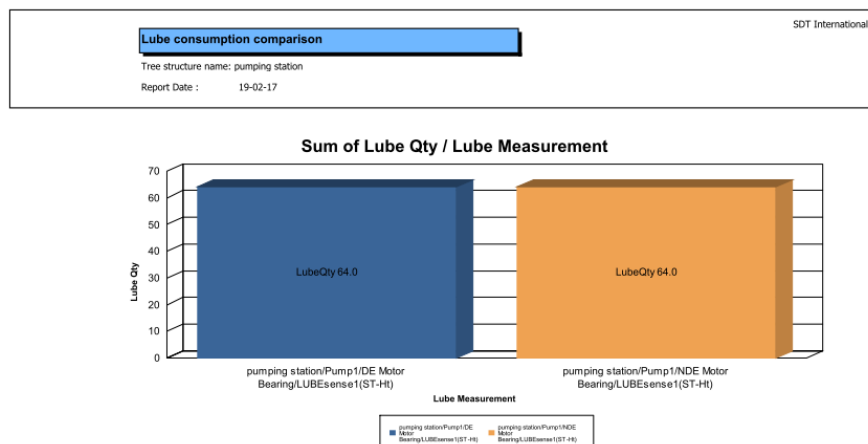 SDT International
Lube consumption comparison
Tree structure name: pumping station
Report Date : 19-02-17
Sum of Lube Qty / Lube Measurement
70
60
50
40
30
20
10
0
Lube Qty
LubeQty 64.0
LubeQty 64.0
pumping station/Pump1/DE Motor
Bearing/LUBEsense1(ST-Ht)
pumping station/Pump1/NDE Motor
Bearing/LUBEsense1(ST-Ht)
Lube Measurement
pumping station/Pump1/DE
Motor
Bearing/LUBEsense1(ST-Ht)
pumping station/Pump1/NDE
Motor
Bearing/LUBEsense1(ST-Ht)